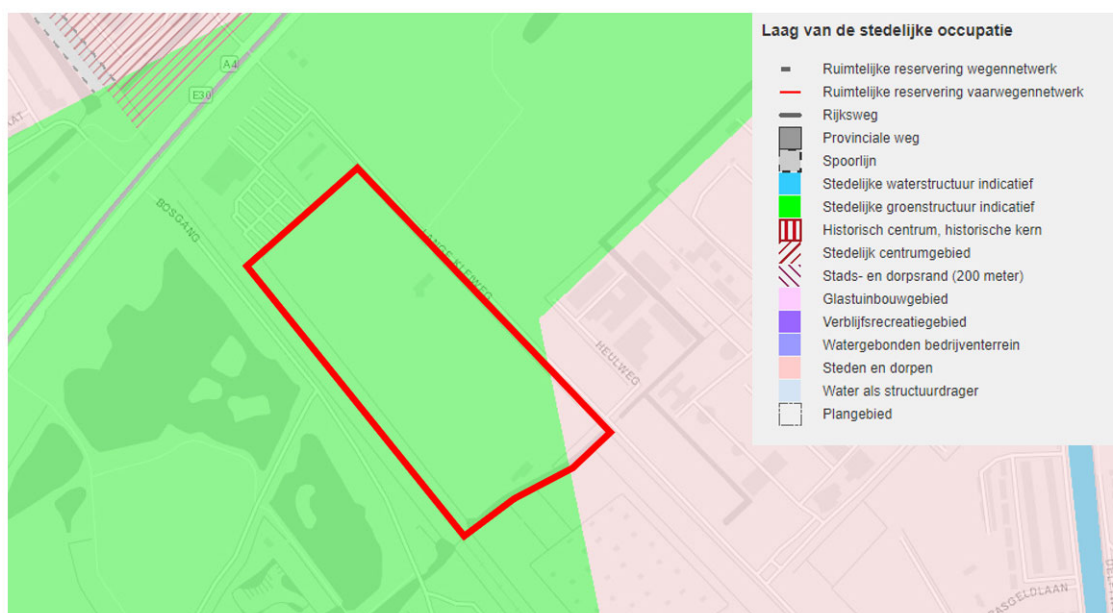 Laag van de stedelijke occupatie
Ruimtelijke reservering wegennetwerk
Ruimtelijke reservering vaarwegennetwerk
Rijksweg
Provinciale weg
Spoorlijn
Stedelijke waterstructuur indicatief
Stedelijke groenstructuur indicatief
Historisch centrum, historische kern
Stedelijk centrumgebied
Stads- en dorpsrand (200 meter)
Glastuinbouwgebied
Verblijfsrecreatiegebied
Watergebonden bedrijventerrein
Steden en dorpen
Water als structuurdrager
Plangebied
A4
E30
BOSGANG
LANGE KLEIWEG
HEULWEG